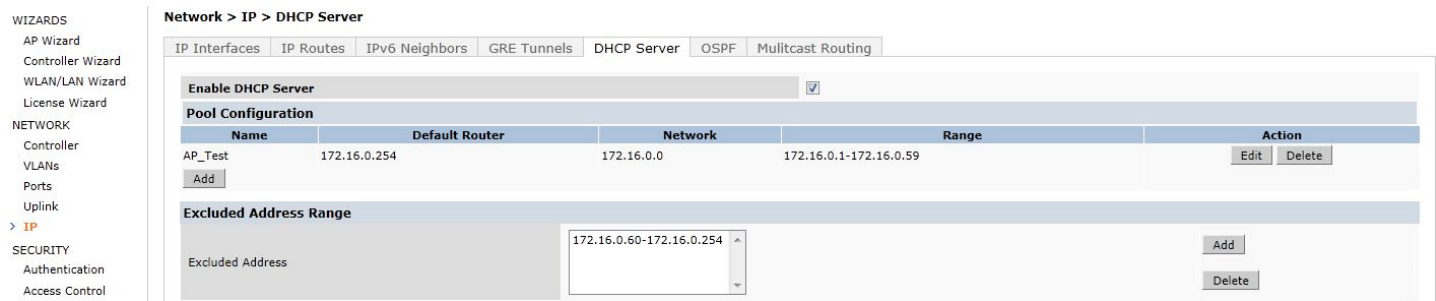 WIZARDS
AP Wizard
Controller Wizard
WLAN/LAN Wizard
License Wizard
NETWORK
Controller
VLANs
Ports
Uplink
> IP
SECURITY
Authentication
Access Control
Network > IP > DHCP Server
IP Interfaces IP Routes IPv6 Neighbors GRE Tunnels DHCP Server OSPF Mulitcast Routing
Enable DHCP Server
Pool Configuration
Name Default Router Network Range Action
AP_Test 172.16.0.254 172.16.0.0 172.16.0.1-172.16.0.59 Edit Delete
Add
Excluded Address Range
Excluded Address 172.16.0.60-172.16.0.254 Add
Delete